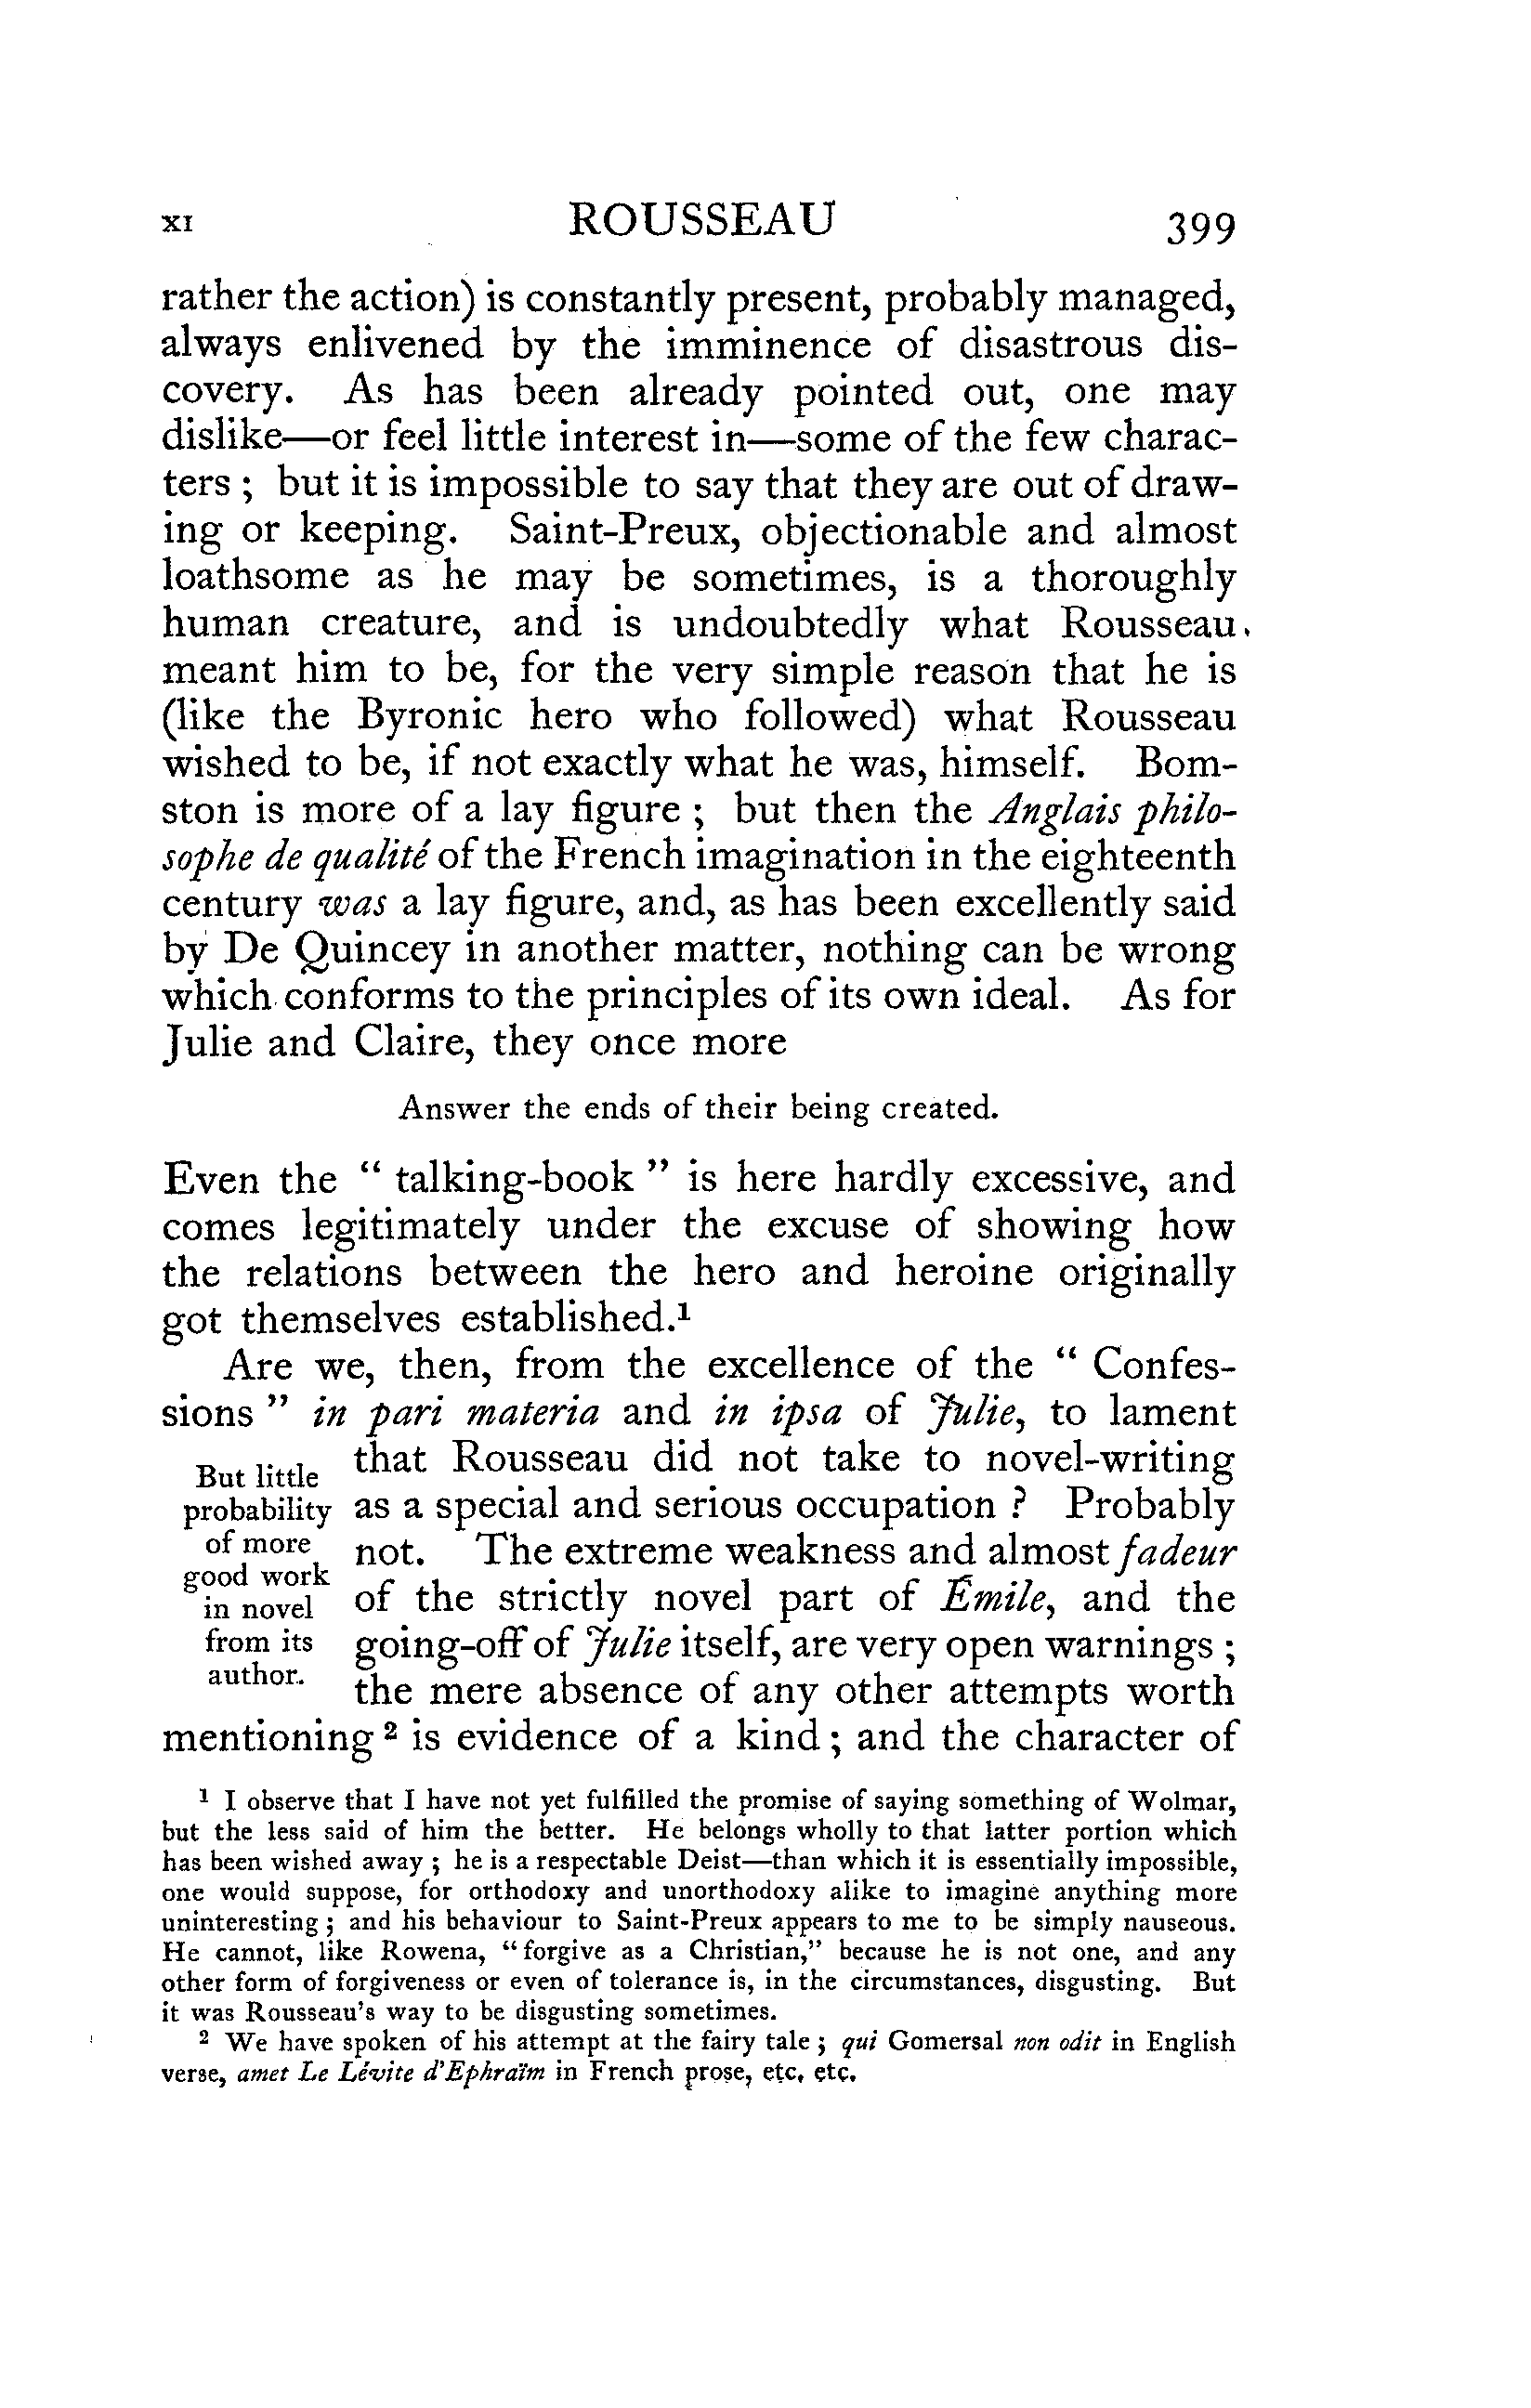 XI ROUSSEAU 399
rather the action) is constantly present, probably managed,
always enlivened by the imminence of disastrous dis-
covery. As has been already pointed out, one may
dislike—or feel little interest in—some of the few charac-
ters ; but it is impossible to say that they are out of draw-
ing or keeping. Saint-Preux, objectionable and almost
loathsome as he may be sometimes, is a thoroughly
human creature, and is undoubtedly what Rousseau
meant him to be, for the very simple reason that he is
(like the Byronic hero who followed) what Rousseau
wished to be, if not exactly what he was, himself. Bom-
ston is more of a lay figure ; but then the Anglais philo-
sophe de qualité of the French imagination in the eighteenth
century was a lay figure, and, as has been excellently said
by De Quincey in another matter, nothing can be wrong
which conforms to the principles of its own ideal. As for
Julie and Claire, they once more
Answer the ends of their being created.
Even the " talking-book " is here hardly excessive, and
comes legitimately under the excuse of showing how
the relations between the hero and heroine originally
got themselves established.¹
Are we, then, from the excellence of the " Confes-
sions " in pari materia and in ipsa of Julie, to lament
that Rousseau did not take to novel-writing
as a special and serious occupation ? Probably
not. The extreme weakness and almost fadeur
of the strictly novel part of Émile, and the
going-off of Julie itself, are very open warnings ;
the mere absence of any other attempts worth
mentioning ² is evidence of a kind ; and the character of
But little
probability
of more
good work
in novel
from its
author.
¹ I observe that I have not yet fulfilled the promise of saying something of Wolmar,
but the less said of him the better. He belongs wholly to that latter portion which
has been wished away ; he is a respectable Deist—than which it is essentially impossible,
one would suppose, for orthodoxy and unorthodoxy alike to imagine anything more
uninteresting ; and his behaviour to Saint-Preux appears to me to be simply nauseous.
He cannot, like Rowena, "forgive as a Christian," because he is not one, and any
other form of forgiveness or even of tolerance is, in the circumstances, disgusting. But
it was Rousseau's way to be disgusting sometimes.
² We have spoken of his attempt at the fairy tale ; qui Gomersal non odit in English
verse, amet Le Lévite d'Ephraïm in French prose, etc. etc.